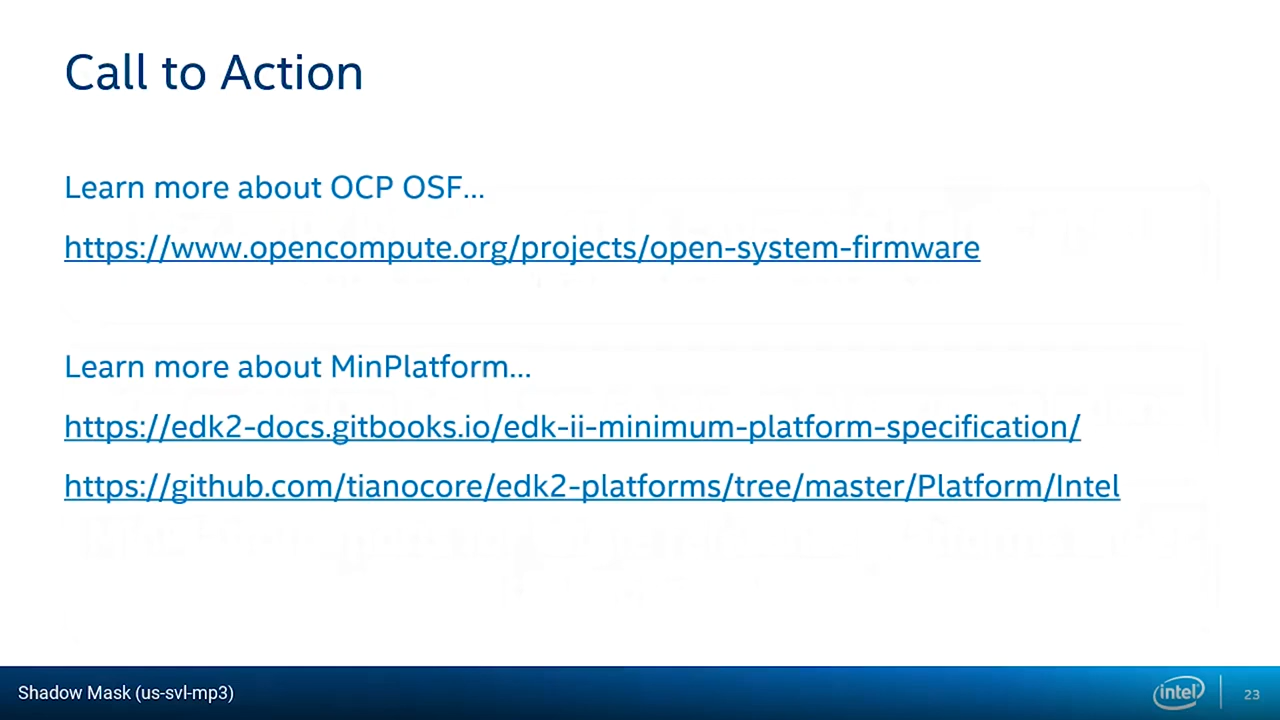 Call to Action
Learn more about OCP OSF...
https://www.opencompute.org/projects/open-system-firmware
Learn more about MinPlatform...
https://edk2-docs.gitbooks.io/edk-ii-minimum-platform-specification/
https://github.com/tianocore/edk2-platforms/tree/master/Platform/Intel
Shadow Mask (us-svl-mp3)
intel
23